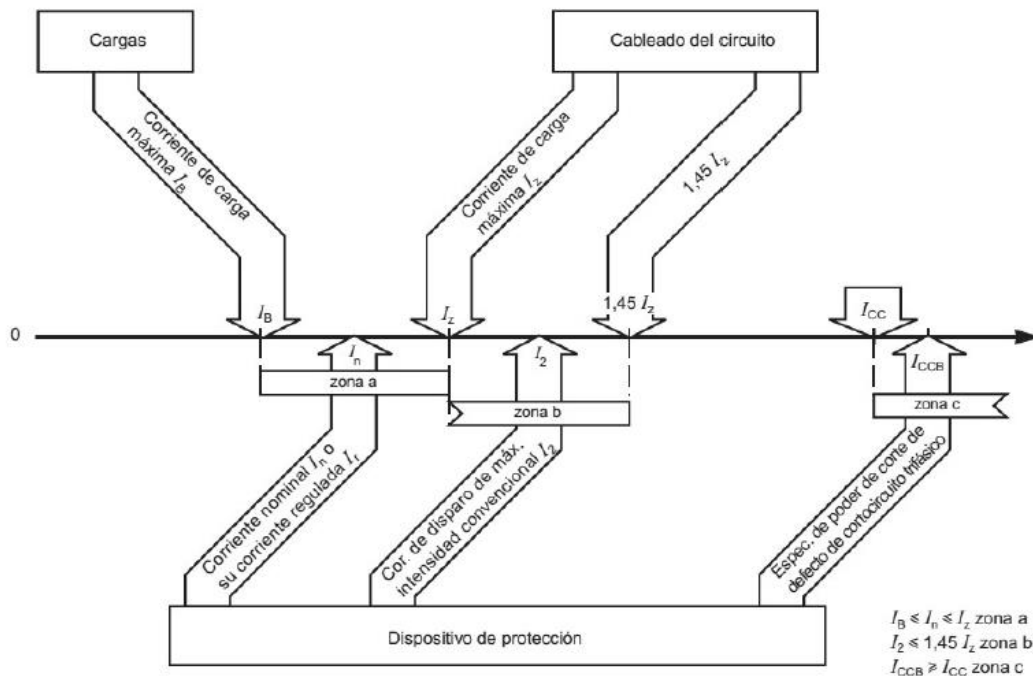 Cargas
Cableado del circuito
Corriente de carga
máxima I_B
Corriente de carga
máxima I_z
1,45 I_z
I_B
I_z
1,45 I_z
I_CC
0
I_n
I_2
I_CCB
zona a
zona b
zona c
Corriente nominal I_n o
su corriente regulada I_r
Cor. de disparo de máx.
intensidad convencional I_2
Espec. de poder de corte de
defecto de cortocircuito trifásico
Dispositivo de protección
I_B ≤ I_n ≤ I_z zona a
I_2 ≤ 1,45 I_z zona b
I_CCB ≥ I_CC zona c